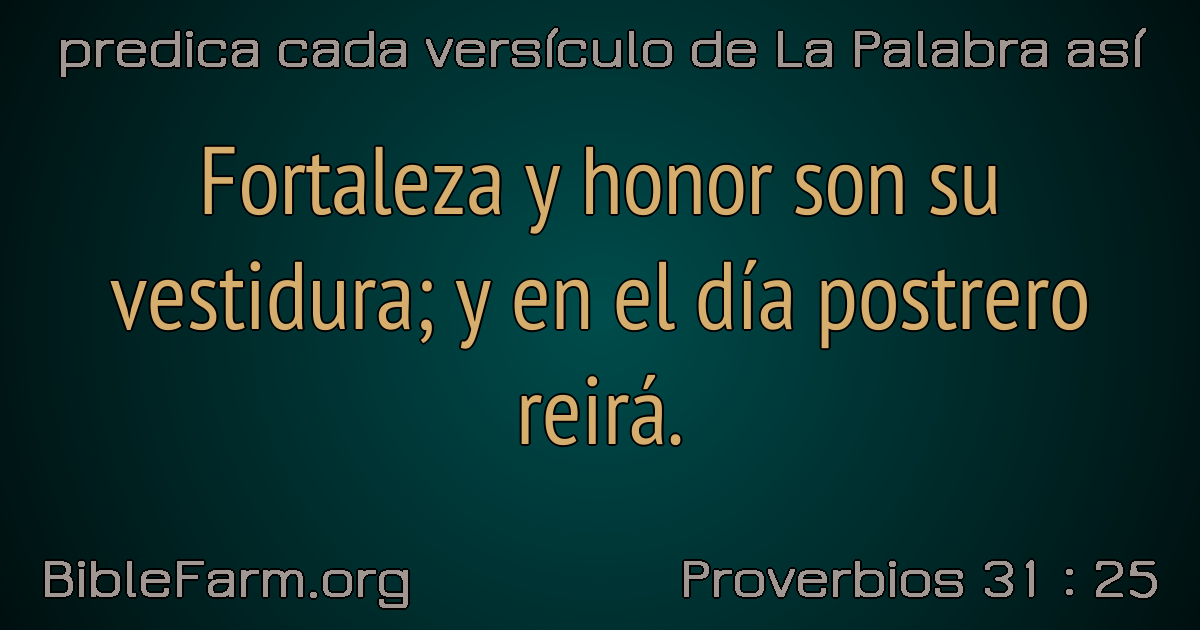 predica cada versículo de La Palabra así
Fortaleza y honor son su
vestidura; y en el día postrero
reirá.
BibleFarm.org
Proverbios 31 : 25